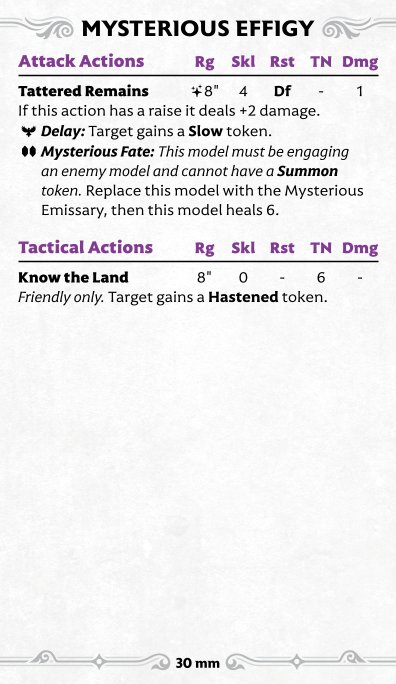 MYSTERIOUS EFFIGY
Attack Actions Rg Skl Rst TN Dmg
Tattered Remains 8" 4 Df - 1
If this action has a raise it deals +2 damage.
Delay: Target gains a Slow token.
Mysterious Fate: This model must be engaging
an enemy model and cannot have a Summon
token. Replace this model with the Mysterious
Emissary, then this model heals 6.
Tactical Actions Rg Skl Rst TN Dmg
Know the Land 8" 0 - 6 -
Friendly only. Target gains a Hastened token.
30 mm